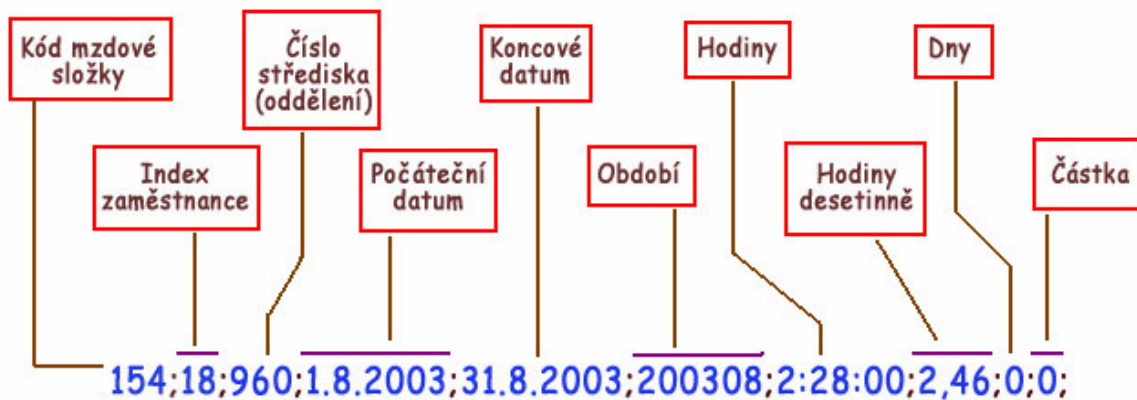 Kód mzdové
složky
Číslo
střediska
(oddělení)
Koncové
datum
Hodiny
Dny
Index
zaměstnance
Počáteční
datum
Období
Hodiny
desetinně
Částka
154;18;960;1.8.2003;31.8.2003;200308;2:28:00;2,46;0;0;